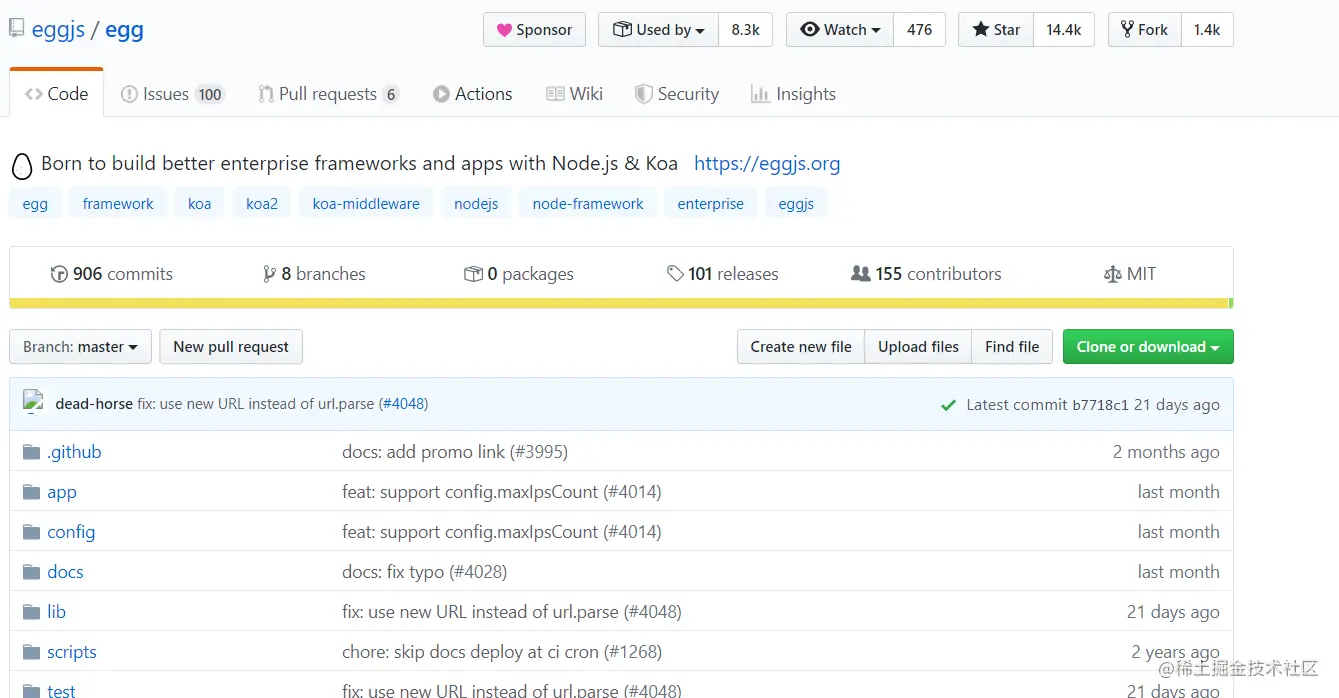 eggjs / egg Sponsor Used by 8.3k Watch 476 Star 14.4k Fork 1.4k
Code Issues 100 Pull requests 6 Actions Wiki Security Insights
Born to build better enterprise frameworks and apps with Node.js & Koa https://eggjs.org
egg framework koa koa2 koa-middleware nodejs node-framework enterprise eggjs
906 commits 8 branches 0 packages 101 releases 155 contributors MIT
Branch: master New pull request Create new file Upload files Find file Clone or download
dead-horse fix: use new URL instead of url.parse (#4048) Latest commit b7718c1 21 days ago
.github docs: add promo link (#3995) 2 months ago
app feat: support config.maxIpsCount (#4014) last month
config feat: support config.maxIpsCount (#4014) last month
docs docs: fix typo (#4028) last month
lib fix: use new URL instead of url.parse (#4048) 21 days ago
scripts chore: skip docs deploy at ci cron (#1268) 2 years ago
@稀土掘金技术社区
test fix: use new URL instead of url.parse (#4048) 21 days ago